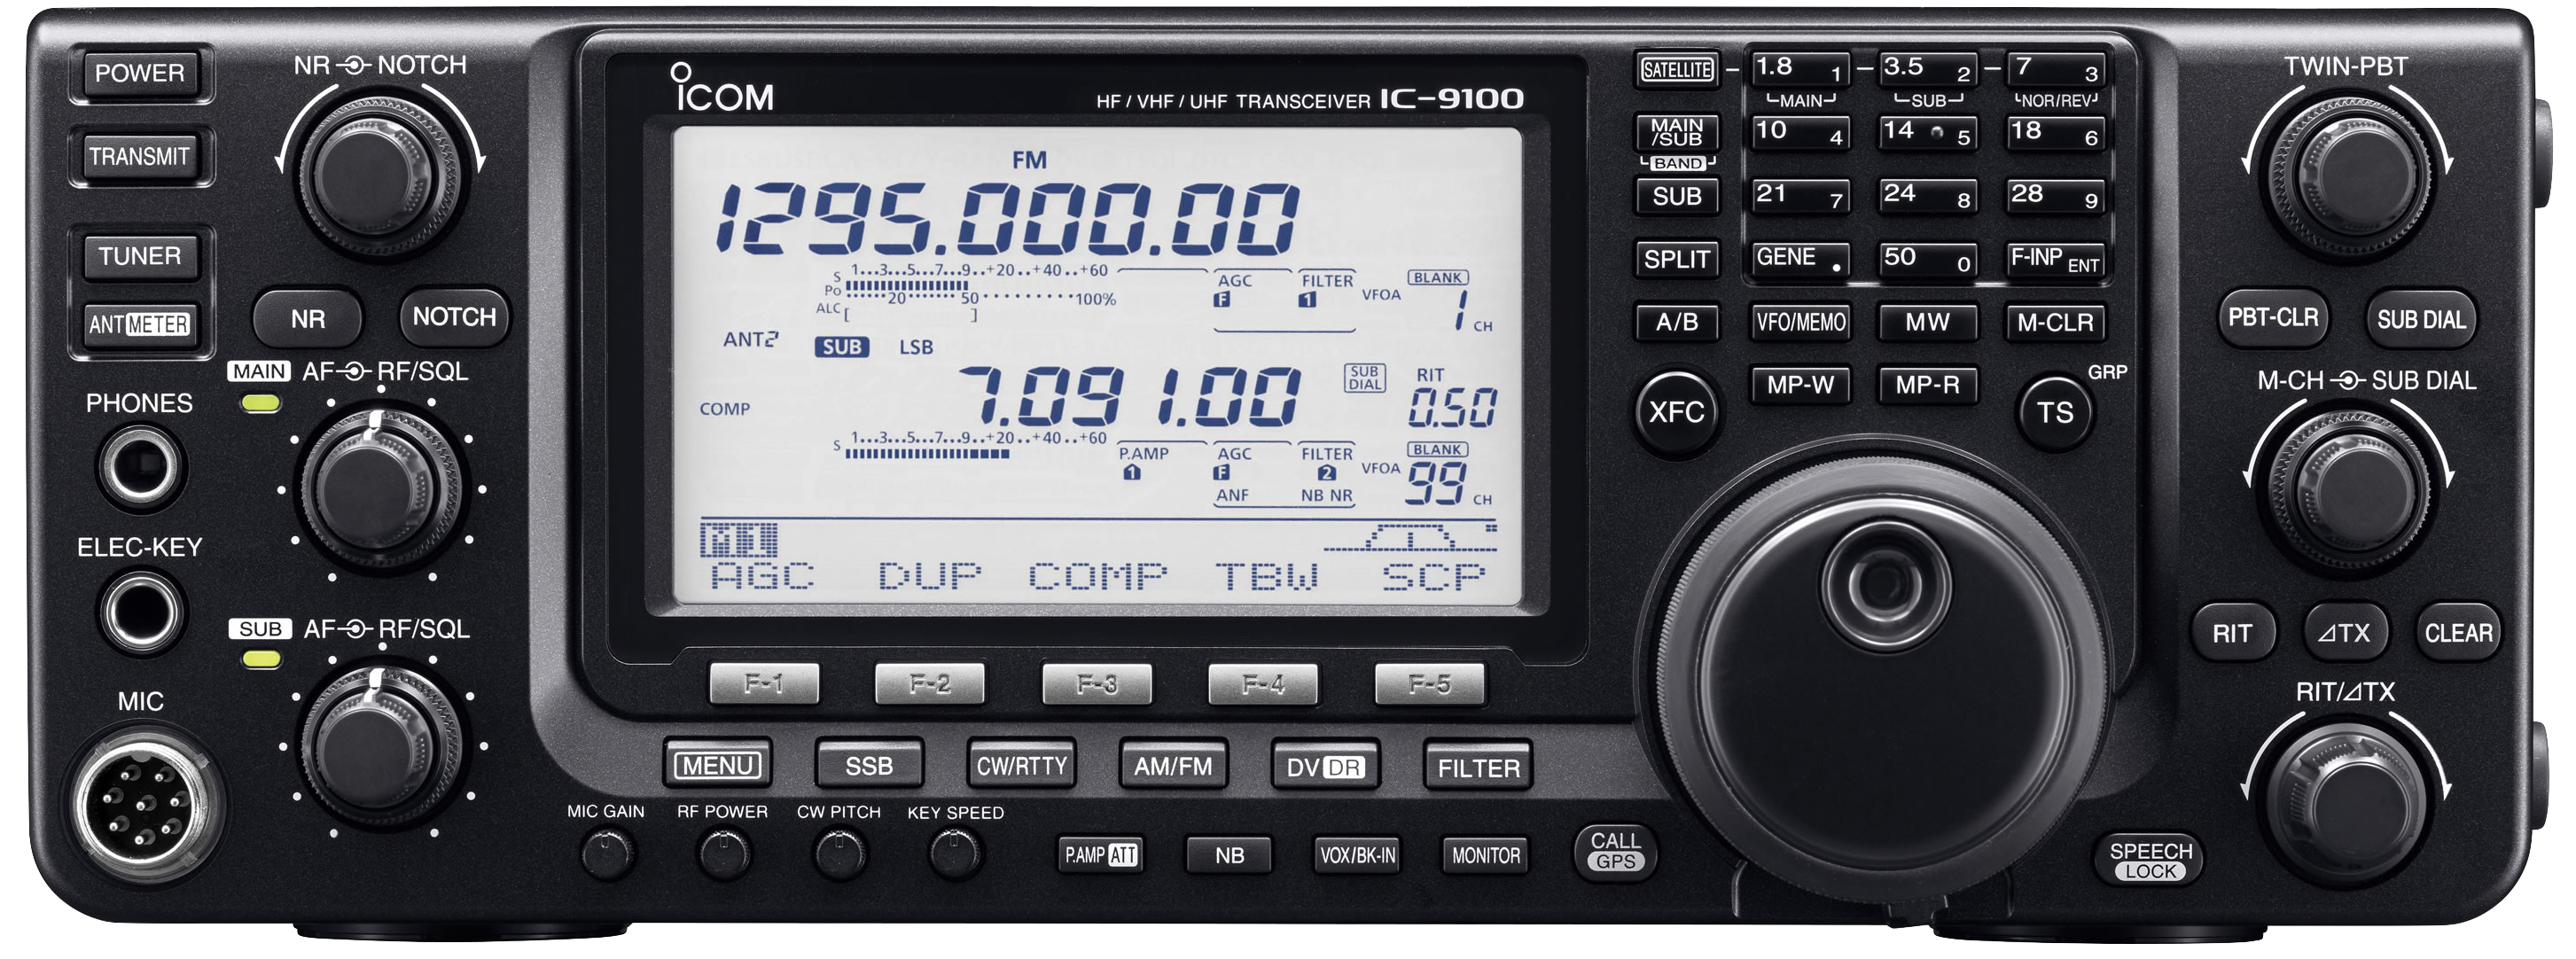 POWER
TRANSMIT
TUNER
ANT METER
PHONES
ELEC-KEY
MIC
NR NOTCH
NR
NOTCH
MAIN AF RF/SQL
SUB AF RF/SQL
ICOM
HF / VHF / UHF TRANSCEIVER IC-9100
FM
1295.000.00
S 1...3...5...7...9..+20..+40..+60
Po ......20......50.........100%
ALC [ ]
AGC
F
FILTER
1
VFOA
BLANK
1 CH
ANT2
SUB LSB
7.091.00
SUB DIAL
RIT
0.50
COMP
S 1...3...5...7...9..+20..+40..+60
P.AMP
1
AGC
F
ANF
FILTER
2
NB NR
VFOA
BLANK
99 CH
M1
AGC DUP COMP TBW SCP
F-1 F-2 F-3 F-4 F-5
MENU SSB CW/RTTY AM/FM DV DR FILTER
MIC GAIN RF POWER CW PITCH KEY SPEED
P.AMP ATT NB VOX/BK-IN MONITOR
CALL
GPS
SATELLITE 1.8 1 3.5 2 7 3
MAIN SUB NOR/REV
MAIN
/SUB
10 4 14 5 18 6
BAND
SUB 21 7 24 8 28 9
SPLIT GENE . 50 0 F-INP ENT
A/B VFO/MEMO MW M-CLR
MP-W MP-R
XFC
GRP
TS
SPEECH
LOCK
TWIN-PBT
PBT-CLR SUB DIAL
M-CH SUB DIAL
RIT ⊿TX CLEAR
RIT/⊿TX